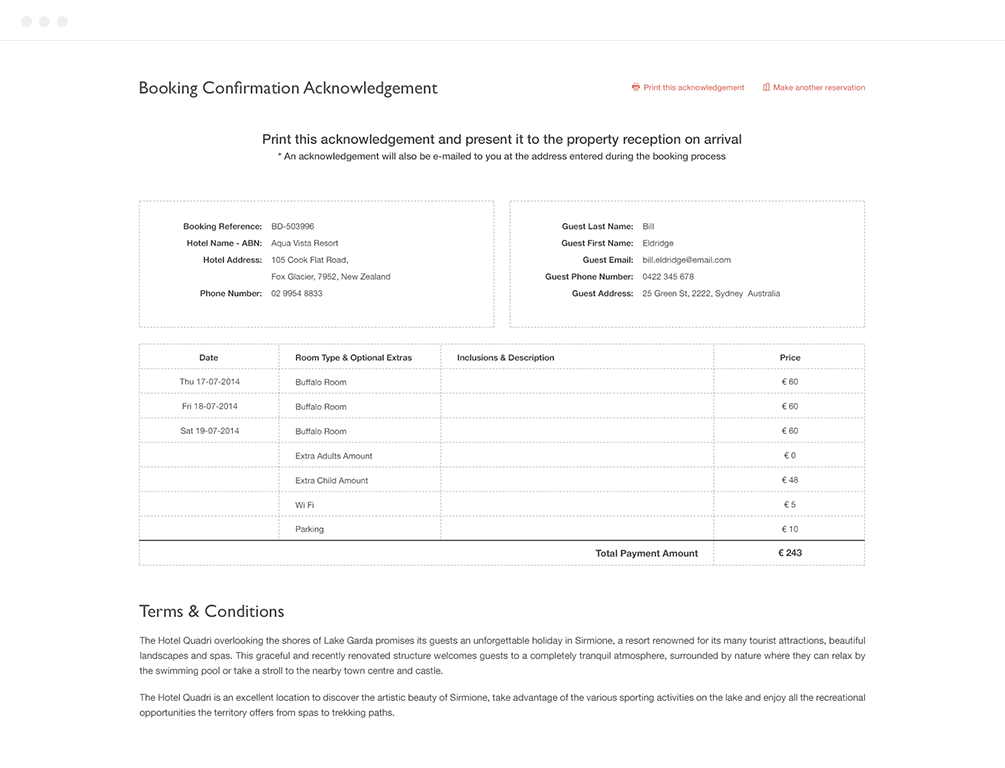 Booking Confirmation Acknowledgement
Print this acknowledgement
Make another reservation
Print this acknowledgement and present it to the property reception on arrival
* An acknowledgement will also be e-mailed to you at the address entered during the booking process
Booking Reference: BD-503996
Hotel Name - ABN: Aqua Vista Resort
Hotel Address: 105 Cook Flat Road,
Fox Glacier, 7952, New Zealand
Phone Number: 02 9954 8833
Guest Last Name: Bill
Guest First Name: Eldridge
Guest Email: bill.eldridge@email.com
Guest Phone Number: 0422 345 678
Guest Address: 25 Green St, 2222, Sydney Australia
Date Room Type & Optional Extras Inclusions & Description Price
Thu 17-07-2014 Buffalo Room € 60
Fri 18-07-2014 Buffalo Room € 60
Sat 19-07-2014 Buffalo Room € 60
Extra Adults Amount € 0
Extra Child Amount € 48
Wi Fi € 5
Parking € 10
Total Payment Amount € 243
Terms & Conditions
The Hotel Quadri overlooking the shores of Lake Garda promises its guests an unforgettable holiday in Sirmione, a resort renowned for its many tourist attractions, beautiful
landscapes and spas. This graceful and recently renovated structure welcomes guests to a completely tranquil atmosphere, surrounded by nature where they can relax by
the swimming pool or take a stroll to the nearby town centre and castle.
The Hotel Quadri is an excellent location to discover the artistic beauty of Sirmione, take advantage of the various sporting activities on the lake and enjoy all the recreational
opportunities the territory offers from spas to trekking paths.